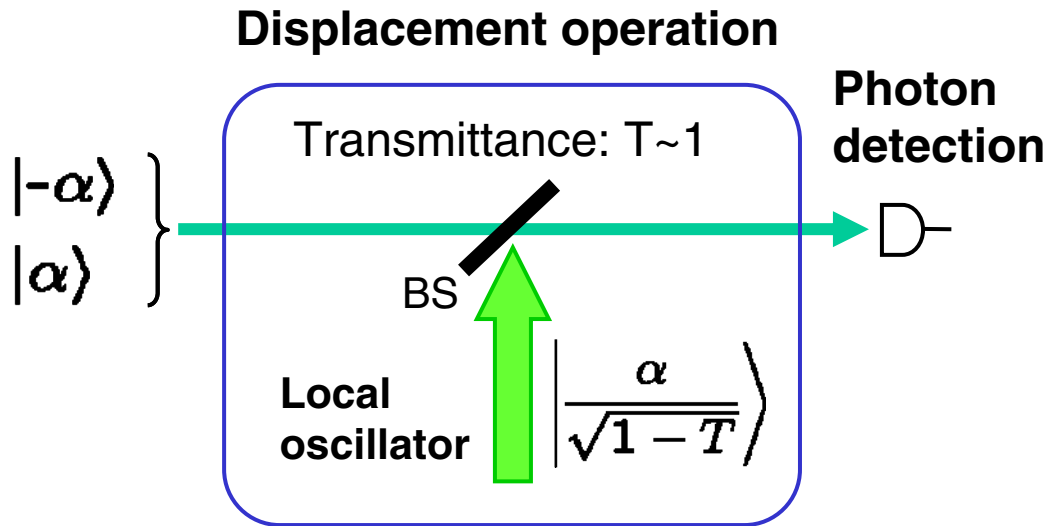 Displacement operation
Photon
detection
Transmittance: T~1
|-α⟩
|α⟩
BS
Local
oscillator
|α/√1-T⟩